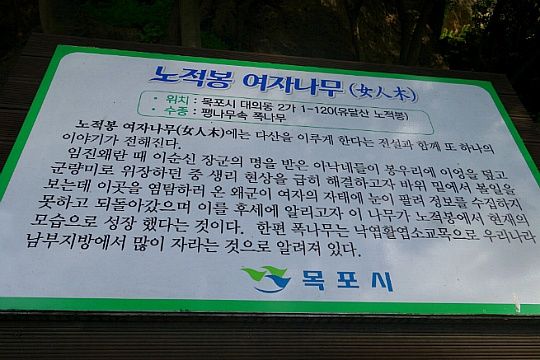 노적봉 여자나무(女人木)
• 위치 : 목포시 대의동 2가 1-120(유달산 노적봉)
• 수종 : 팽나무속 폭나무
노적봉 여자나무(女人木)에는 다산을 이루게 한다는 전설과 함께 또 하나의
이야기가 전해진다.
임진왜란 때 이순신 장군의 명을 받은 아낙네들이 봉우리에 이엉을 덮고
군량미로 위장하던 중 생리 현상을 급히 해결하고자 바위 밑에서 볼일을
보는데 이곳을 염탐하러 온 왜군이 여자의 자태에 눈이 팔려 정보를 수집하지
못하고 되돌아갔으며 이를 후세에 알리고자 이 나무가 노적봉에서 현재의
모습으로 성장 했다는 것이다. 한편 폭나무는 낙엽활엽소교목으로 우리나라
남부지방에서 많이 자라는 것으로 알려져 있다.
목포시